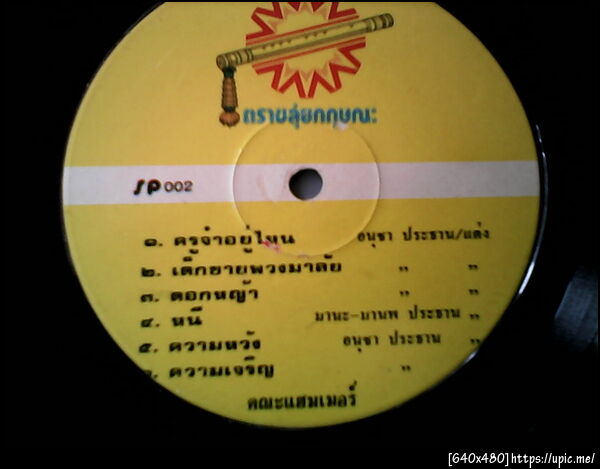 ตราขลุ่ยกฤษณะ
SP 002
๑. ครูจ๋าอยู่ไหน อนุชา ประธาน/แต่ง
๒. เด็กขายพวงมาลัย " "
๓. ดอกหญ้า " "
๔. หนี มานะ-มานพ ประธาน "
๕. ความหวัง อนุชา ประธาน "
ความเจริญ "
คณะแฮมเมอร์
[640x480]https://upic.me/